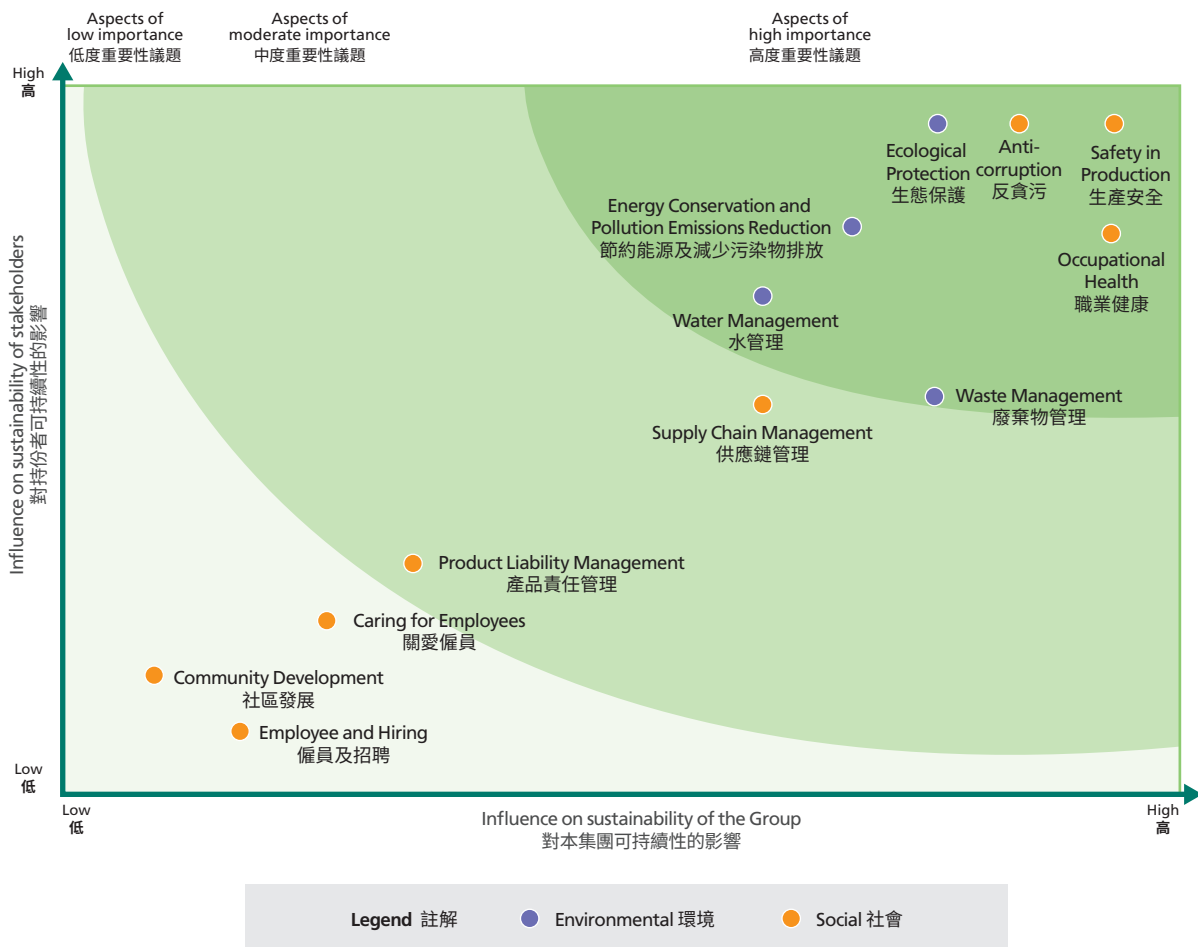 Aspects of
low importance
低度重要性議題
Aspects of
moderate importance
中度重要性議題
Aspects of
high importance
高度重要性議題
High
高
Influence on sustainability of stakeholders
對持份者可持續性的影響
Ecological
Protection
生態保護
Anti-
corruption
反貪污
Safety in
Production
生產安全
Energy Conservation and
Pollution Emissions Reduction
節約能源及減少污染物排放
Occupational
Health
職業健康
Water Management
水管理
Waste Management
廢棄物管理
Supply Chain Management
供應鏈管理
Product Liability Management
產品責任管理
Caring for Employees
關愛僱員
Community Development
社區發展
Employee and Hiring
僱員及招聘
Low
低
Low
低
Influence on sustainability of the Group
對本集團可持續性的影響
High
高
Legend 註解 Environmental 環境 Social 社會